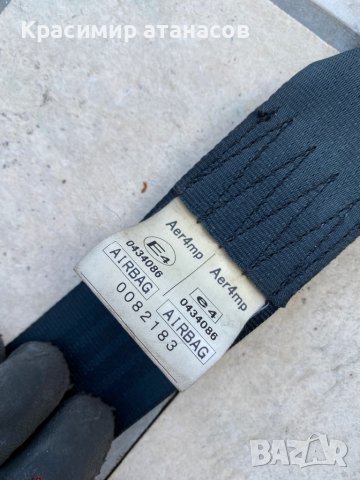 Красимир атанасов
Aer4mp
E4
0434086
AIRBAG
0082183
Aer4mp
e4
0434086
AIRBAG
BAZAR